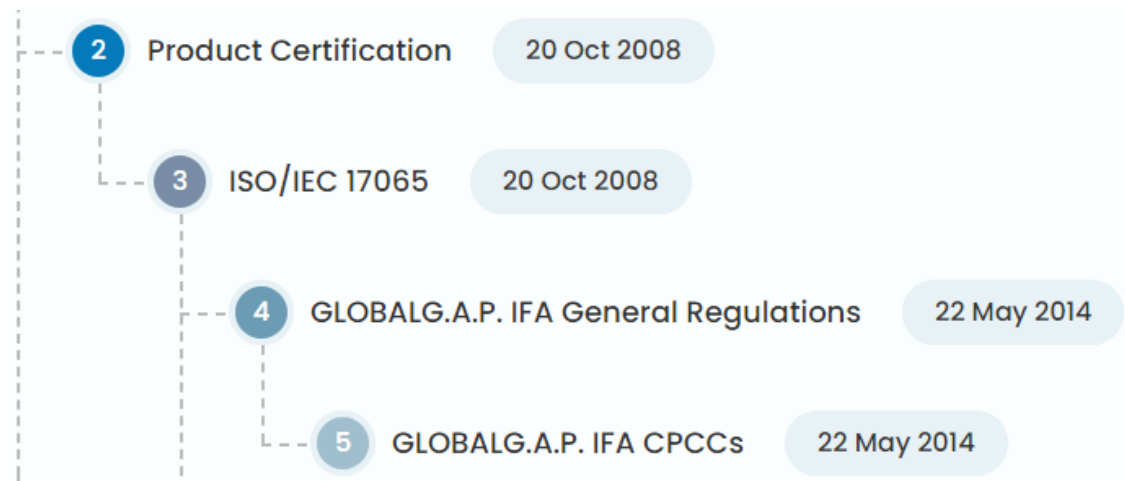 2 Product Certification 20 Oct 2008
3 ISO/IEC 17065 20 Oct 2008
4 GLOBALG.A.P. IFA General Regulations 22 May 2014
5 GLOBALG.A.P. IFA CPCCs 22 May 2014